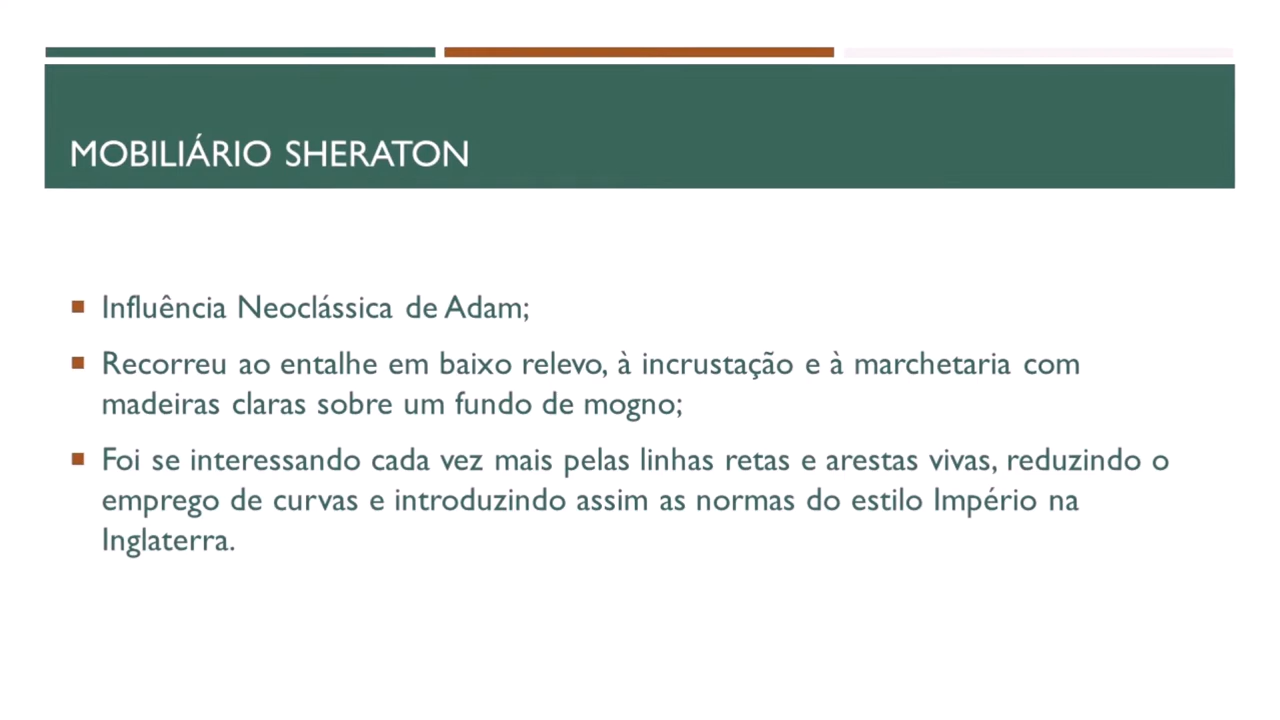 MOBILIÁRIO SHERATON
Influência Neoclássica de Adam;
Recorreu ao entalhe em baixo relevo, à incrustação e à marchetaria com
madeiras claras sobre um fundo de mogno;
Foi se interessando cada vez mais pelas linhas retas e arestas vivas, reduzindo o
emprego de curvas e introduzindo assim as normas do estilo Império na
Inglaterra.